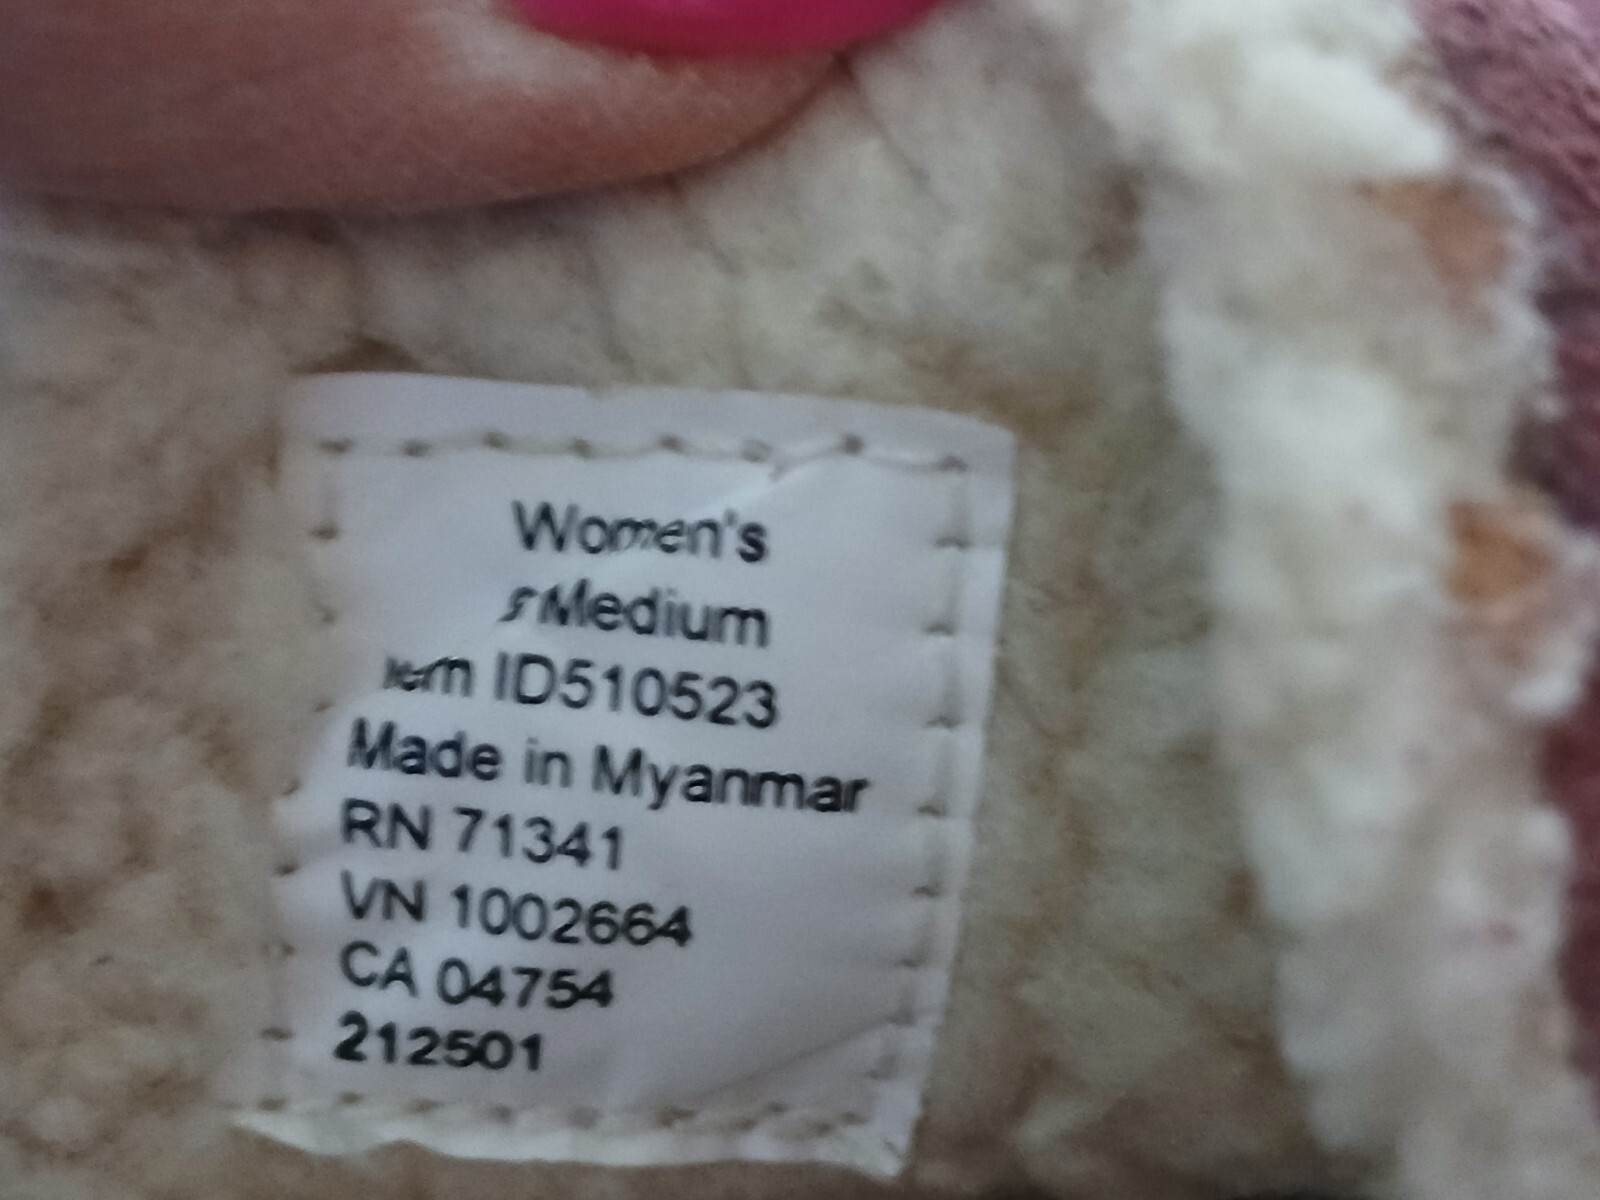 Women's
Medium
ID510523
Made in Myanmar
RN 71341
VN 1002664
CA 04754
212501